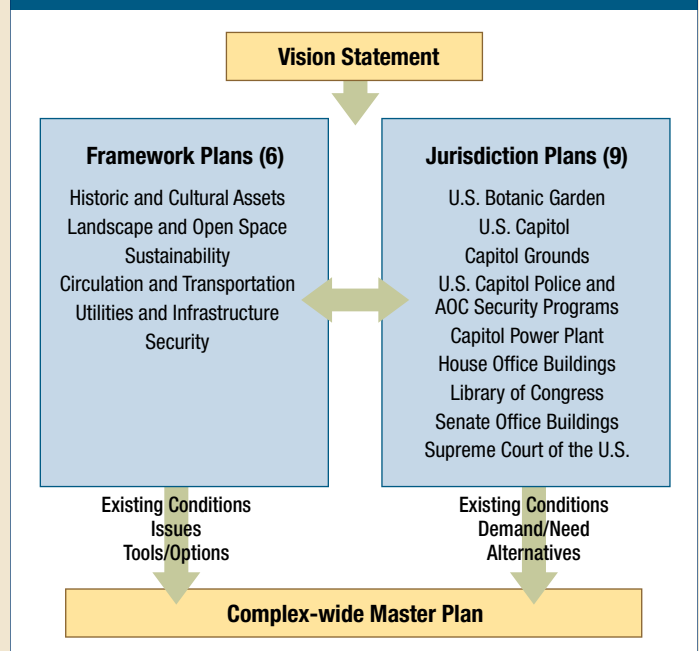 Vision Statement
Framework Plans (6)
Historic and Cultural Assets
Landscape and Open Space
Sustainability
Circulation and Transportation
Utilities and Infrastructure
Security
Jurisdiction Plans (9)
U.S. Botanic Garden
U.S. Capitol
Capitol Grounds
U.S. Capitol Police and
AOC Security Programs
Capitol Power Plant
House Office Buildings
Library of Congress
Senate Office Buildings
Supreme Court of the U.S.
Existing Conditions
Issues
Tools/Options
Existing Conditions
Demand/Need
Alternatives
Complex-wide Master Plan